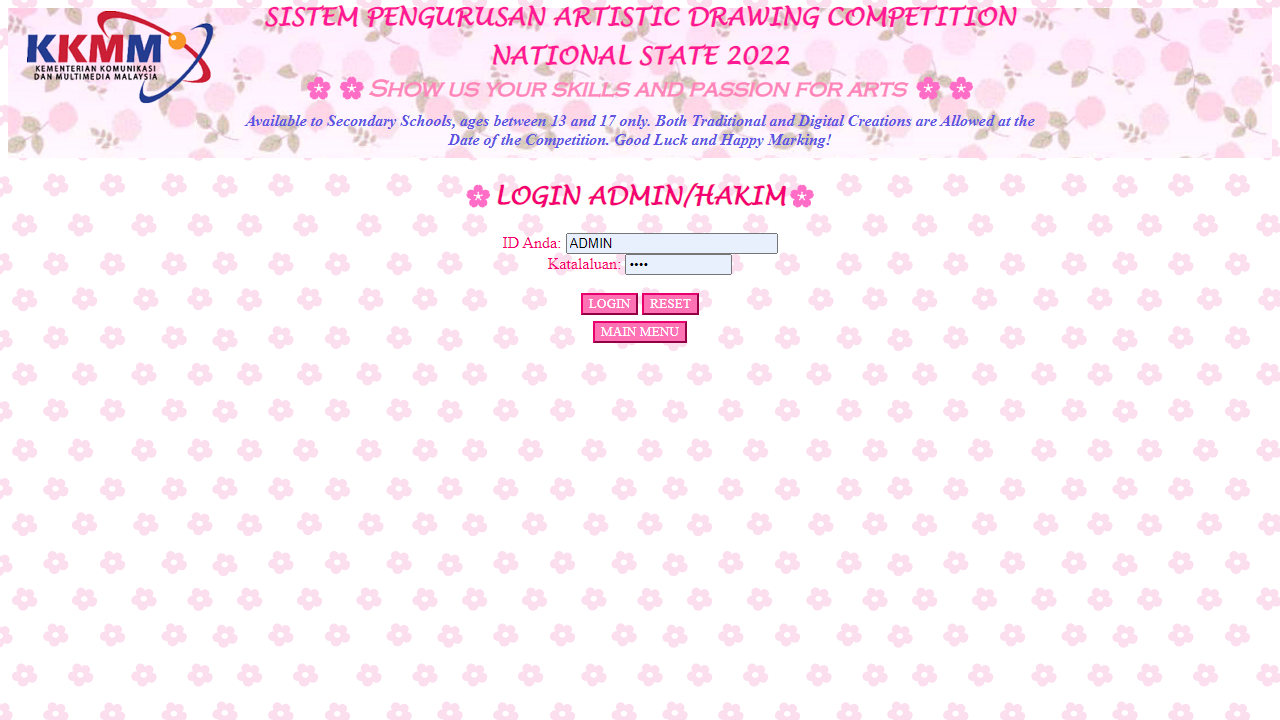 SISTEM PENGURUSAN ARTISTIC DRAWING COMPETITION
NATIONAL STATE 2022
KKMM
KEMENTERIAN KOMUNIKASI
DAN MULTIMEDIA MALAYSIA
Show us your skills and passion for arts
Available to Secondary Schools, ages between 13 and 17 only. Both Traditional and Digital Creations are Allowed at the
Date of the Competition. Good Luck and Happy Marking!
LOGIN ADMIN/HAKIM
ID Anda: ADMIN
Katalaluan: ••••
LOGIN RESET
MAIN MENU